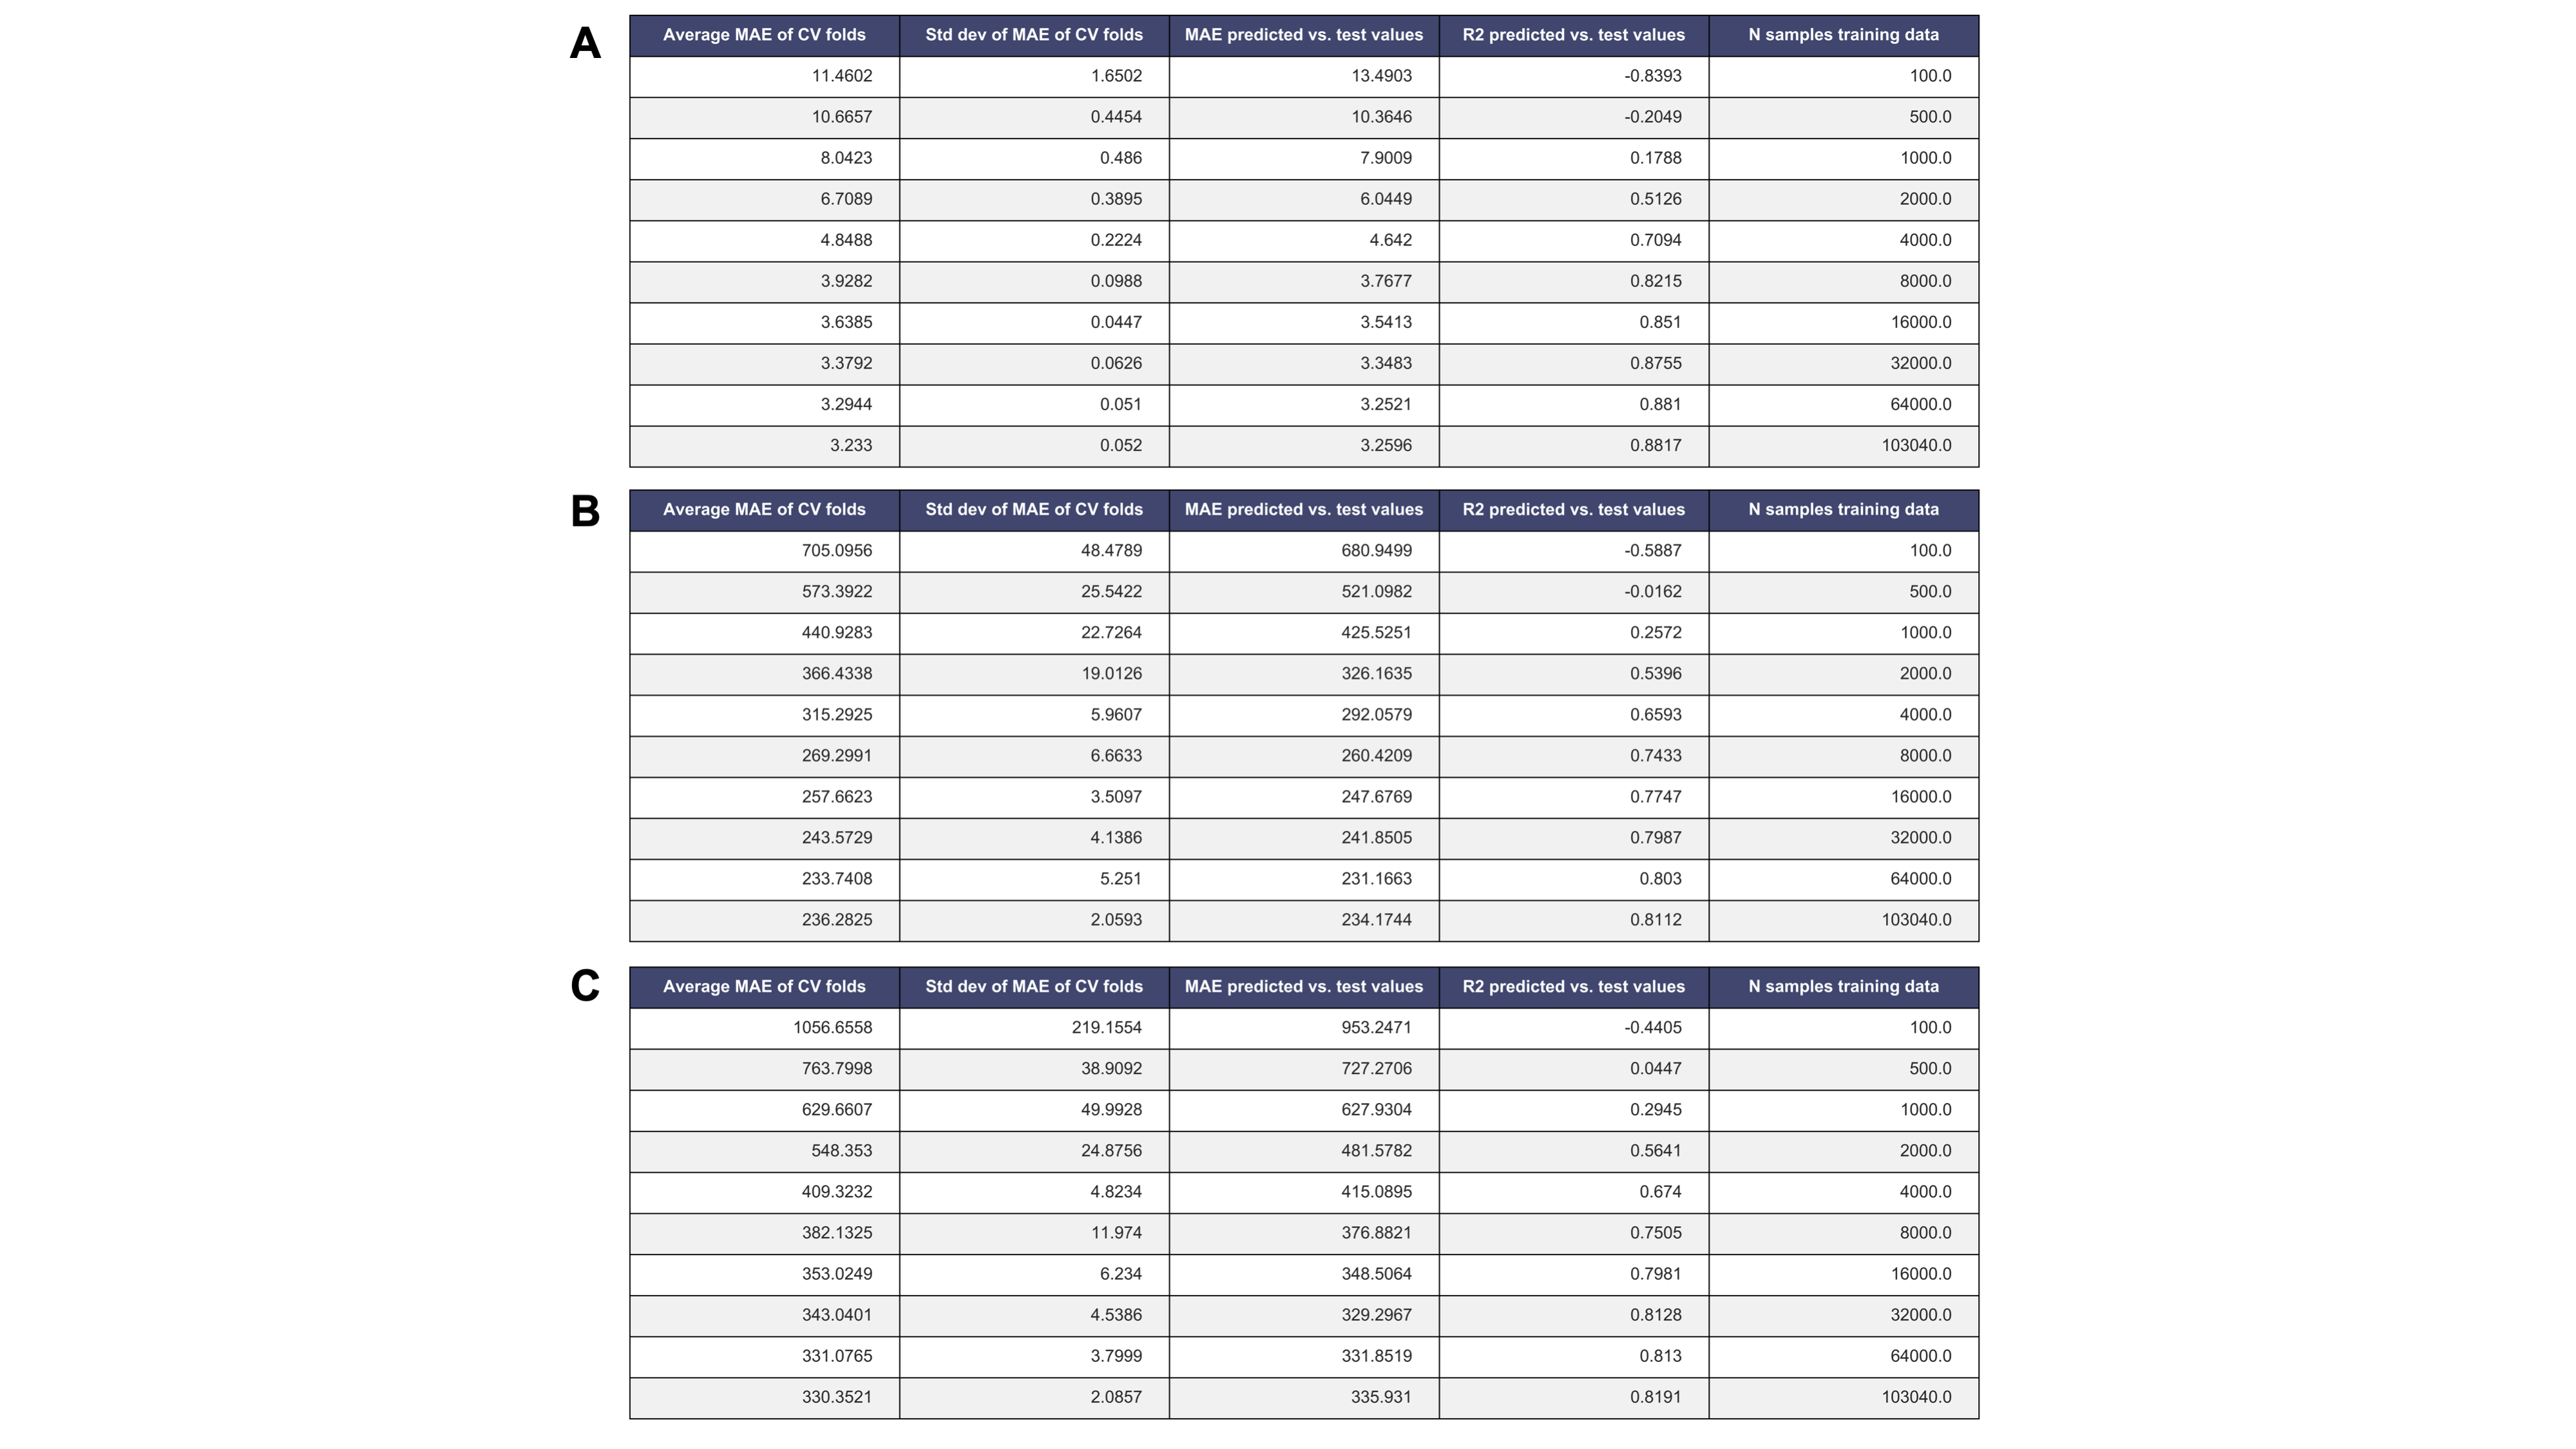 A
Average MAE of CV folds Std dev of MAE of CV folds MAE predicted vs. test values R2 predicted vs. test values N samples training data
11.4602 1.6502 13.4903 -0.8393 100.0
10.6657 0.4454 10.3646 -0.2049 500.0
8.0423 0.486 7.9009 0.1788 1000.0
6.7089 0.3895 6.0449 0.5126 2000.0
4.8488 0.2224 4.642 0.7094 4000.0
3.9282 0.0988 3.7677 0.8215 8000.0
3.6385 0.0447 3.5413 0.851 16000.0
3.3792 0.0626 3.3483 0.8755 32000.0
3.2944 0.051 3.2521 0.881 64000.0
3.233 0.052 3.2596 0.8817 103040.0
B
Average MAE of CV folds Std dev of MAE of CV folds MAE predicted vs. test values R2 predicted vs. test values N samples training data
705.0956 48.4789 680.9499 -0.5887 100.0
573.3922 25.5422 521.0982 -0.0162 500.0
440.9283 22.7264 425.5251 0.2572 1000.0
366.4338 19.0126 326.1635 0.5396 2000.0
315.2925 5.9607 292.0579 0.6593 4000.0
269.2991 6.6633 260.4209 0.7433 8000.0
257.6623 3.5097 247.6769 0.7747 16000.0
243.5729 4.1386 241.8505 0.7987 32000.0
233.7408 5.251 231.1663 0.803 64000.0
236.2825 2.0593 234.1744 0.8112 103040.0
C
Average MAE of CV folds Std dev of MAE of CV folds MAE predicted vs. test values R2 predicted vs. test values N samples training data
1056.6558 219.1554 953.2471 -0.4405 100.0
763.7998 38.9092 727.2706 0.0447 500.0
629.6607 49.9928 627.9304 0.2945 1000.0
548.353 24.8756 481.5782 0.5641 2000.0
409.3232 4.8234 415.0895 0.674 4000.0
382.1325 11.974 376.8821 0.7505 8000.0
353.0249 6.234 348.5064 0.7981 16000.0
343.0401 4.5386 329.2967 0.8128 32000.0
331.0765 3.7999 331.8519 0.813 64000.0
330.3521 2.0857 335.931 0.8191 103040.0